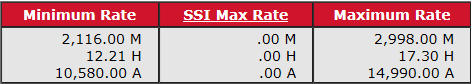 Minimum Rate SSI Max Rate Maximum Rate
2,116.00 M .00 M 2,998.00 M
12.21 H .00 H 17.30 H
10,580.00 A .00 A 14,990.00 A